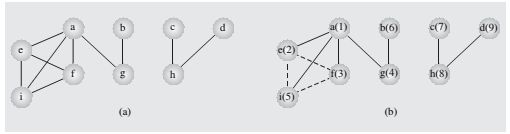 a b c d a(1) b(6) c(7) d(9)
e e(2)
f g h f(3) g(4) h(8)
i i(5)
(a) (b)